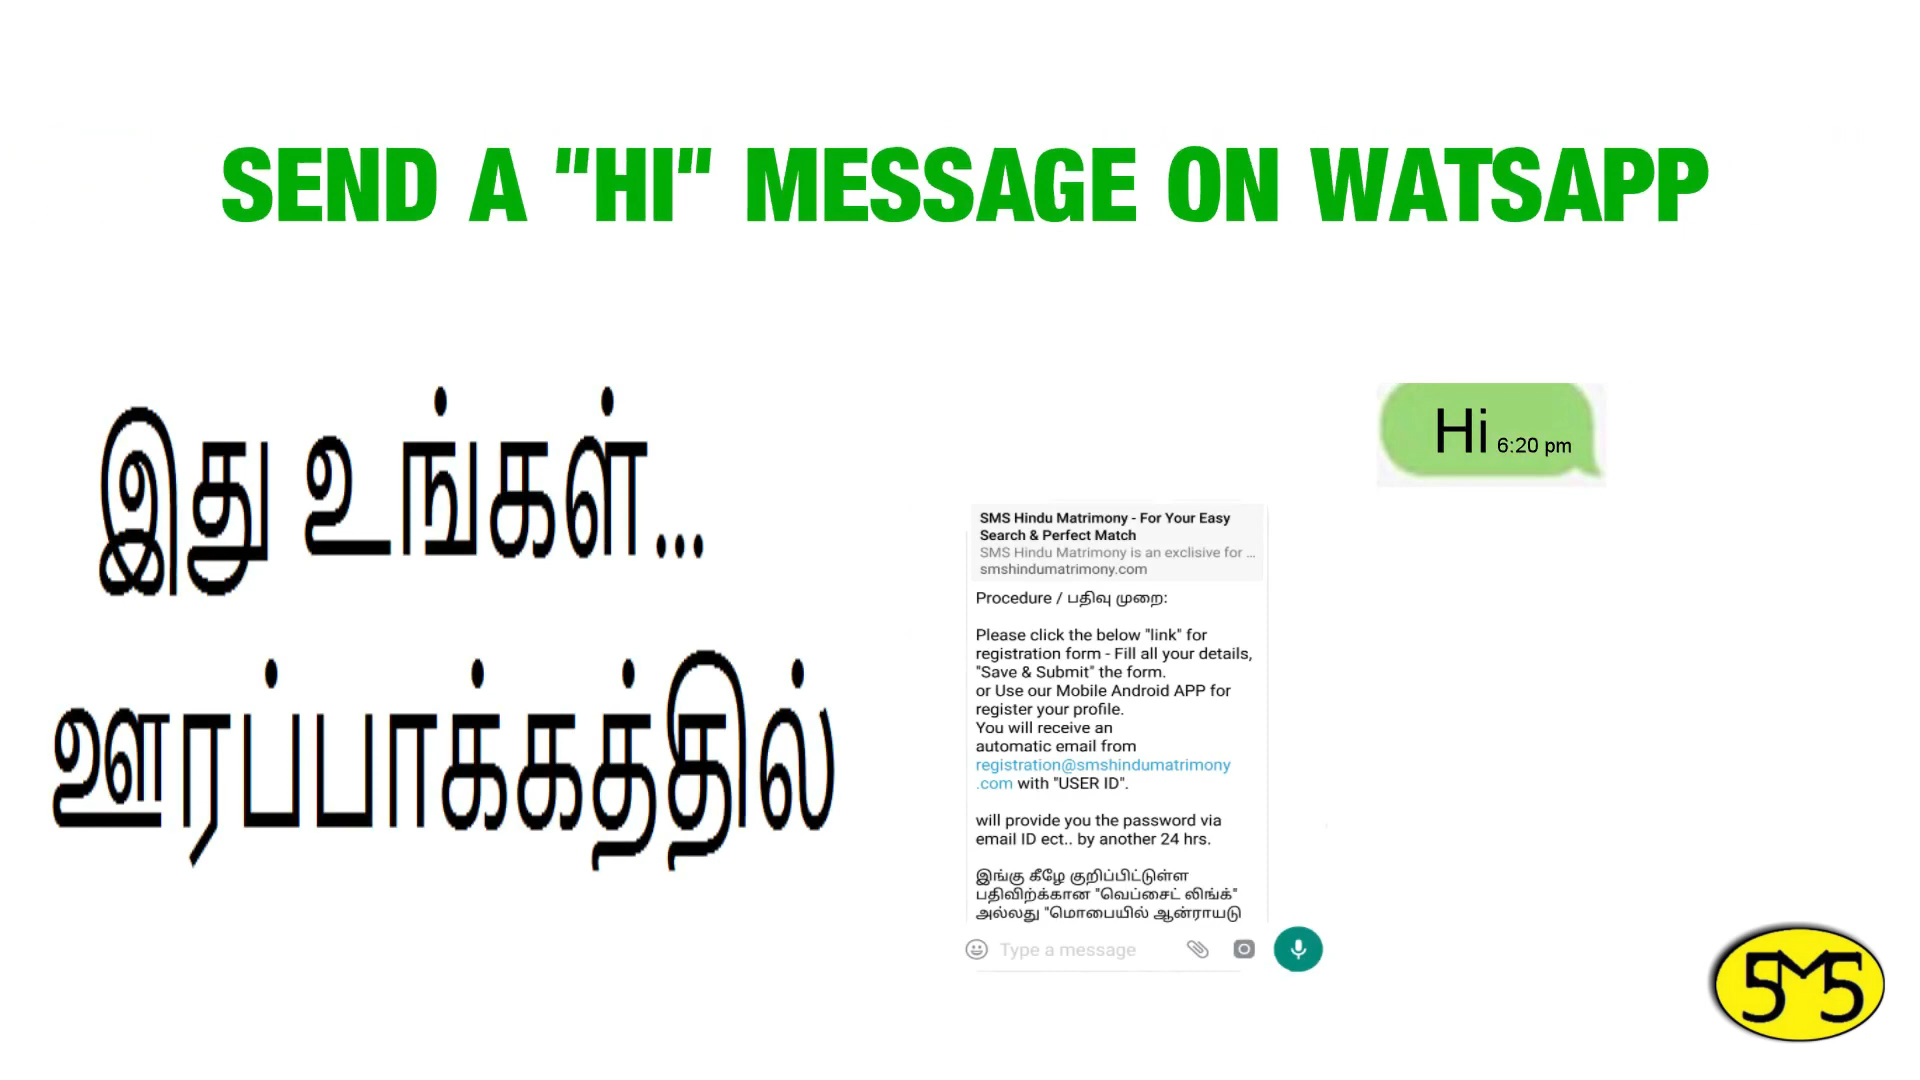 SEND A "HI" MESSAGE ON WATSAPP
இது உங்கள்...
ஊரப்பாக்கத்தில்
Hi 6:20 pm
SMS Hindu Matrimony - For Your Easy
Search & Perfect Match
SMS Hindu Matrimony is an exclisive for ...
smshindumatrimony.com
Procedure / பதிவு முறை:
Please click the below "link" for
registration form - Fill all your details,
"Save & Submit" the form.
or Use our Mobile Android APP for
register your profile.
You will receive an
automatic email from
registration@smshindumatrimony
.com with "USER ID".
will provide you the password via
email ID ect.. by another 24 hrs.
இங்கு கீழே குறிப்பிட்டுள்ள
பதிவிற்க்கான "வெப்சைட் லிங்க்"
அல்லது "மொபையில் ஆன்ராயடு
Type a message
SMS